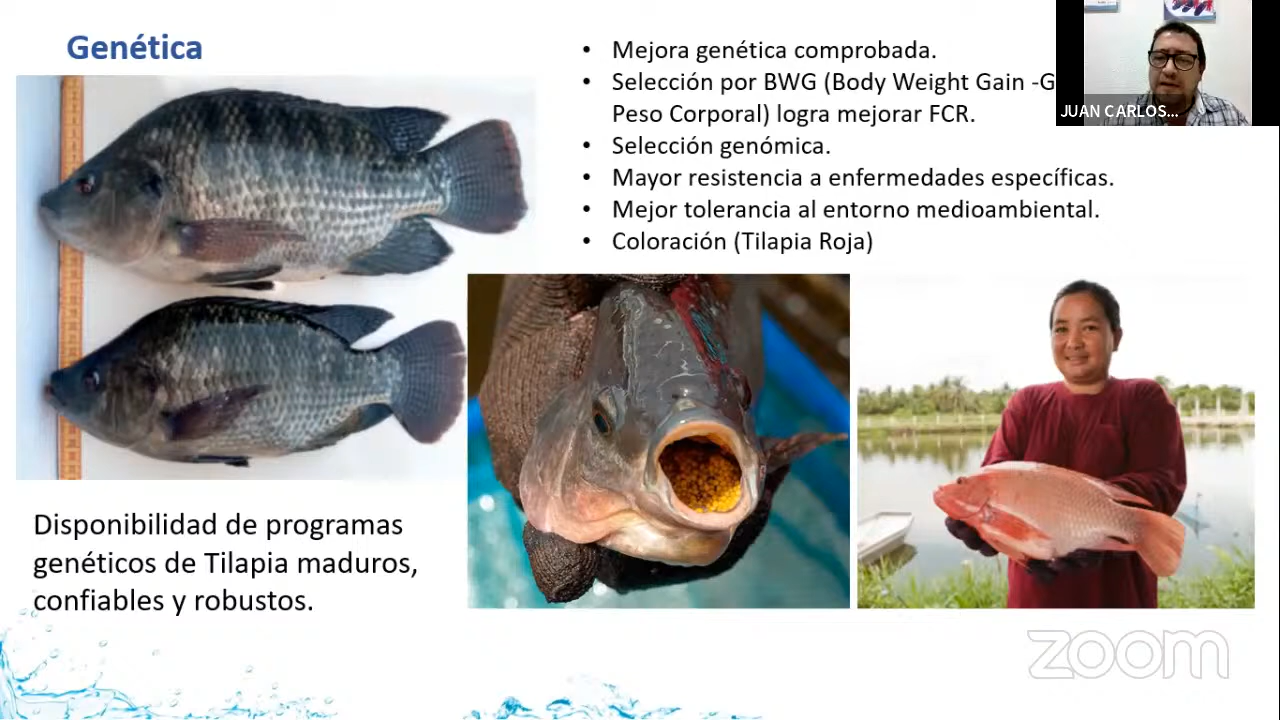 Genética
• Mejora genética comprobada.
• Selección por BWG (Body Weight Gain -G
Peso Corporal) logra mejorar FCR.
• Selección genómica.
• Mayor resistencia a enfermedades específicas.
• Mejor tolerancia al entorno medioambiental.
• Coloración (Tilapia Roja)
JUAN CARLOS...
Disponibilidad de programas
genéticos de Tilapia maduros,
confiables y robustos.
zoom